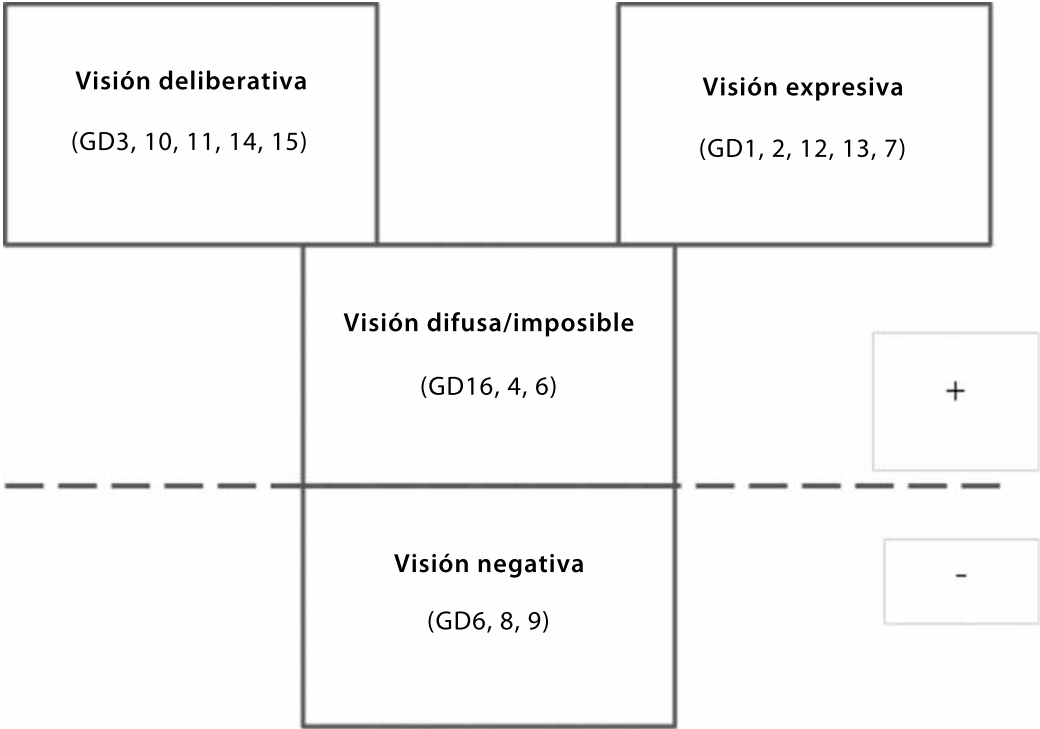 Visión deliberativa
(GD3, 10, 11, 14, 15)
Visión expresiva
(GD1, 2, 12, 13, 7)
Visión difusa/imposible
(GD16, 4, 6)
+
Visión negativa
(GD6, 8, 9)
-